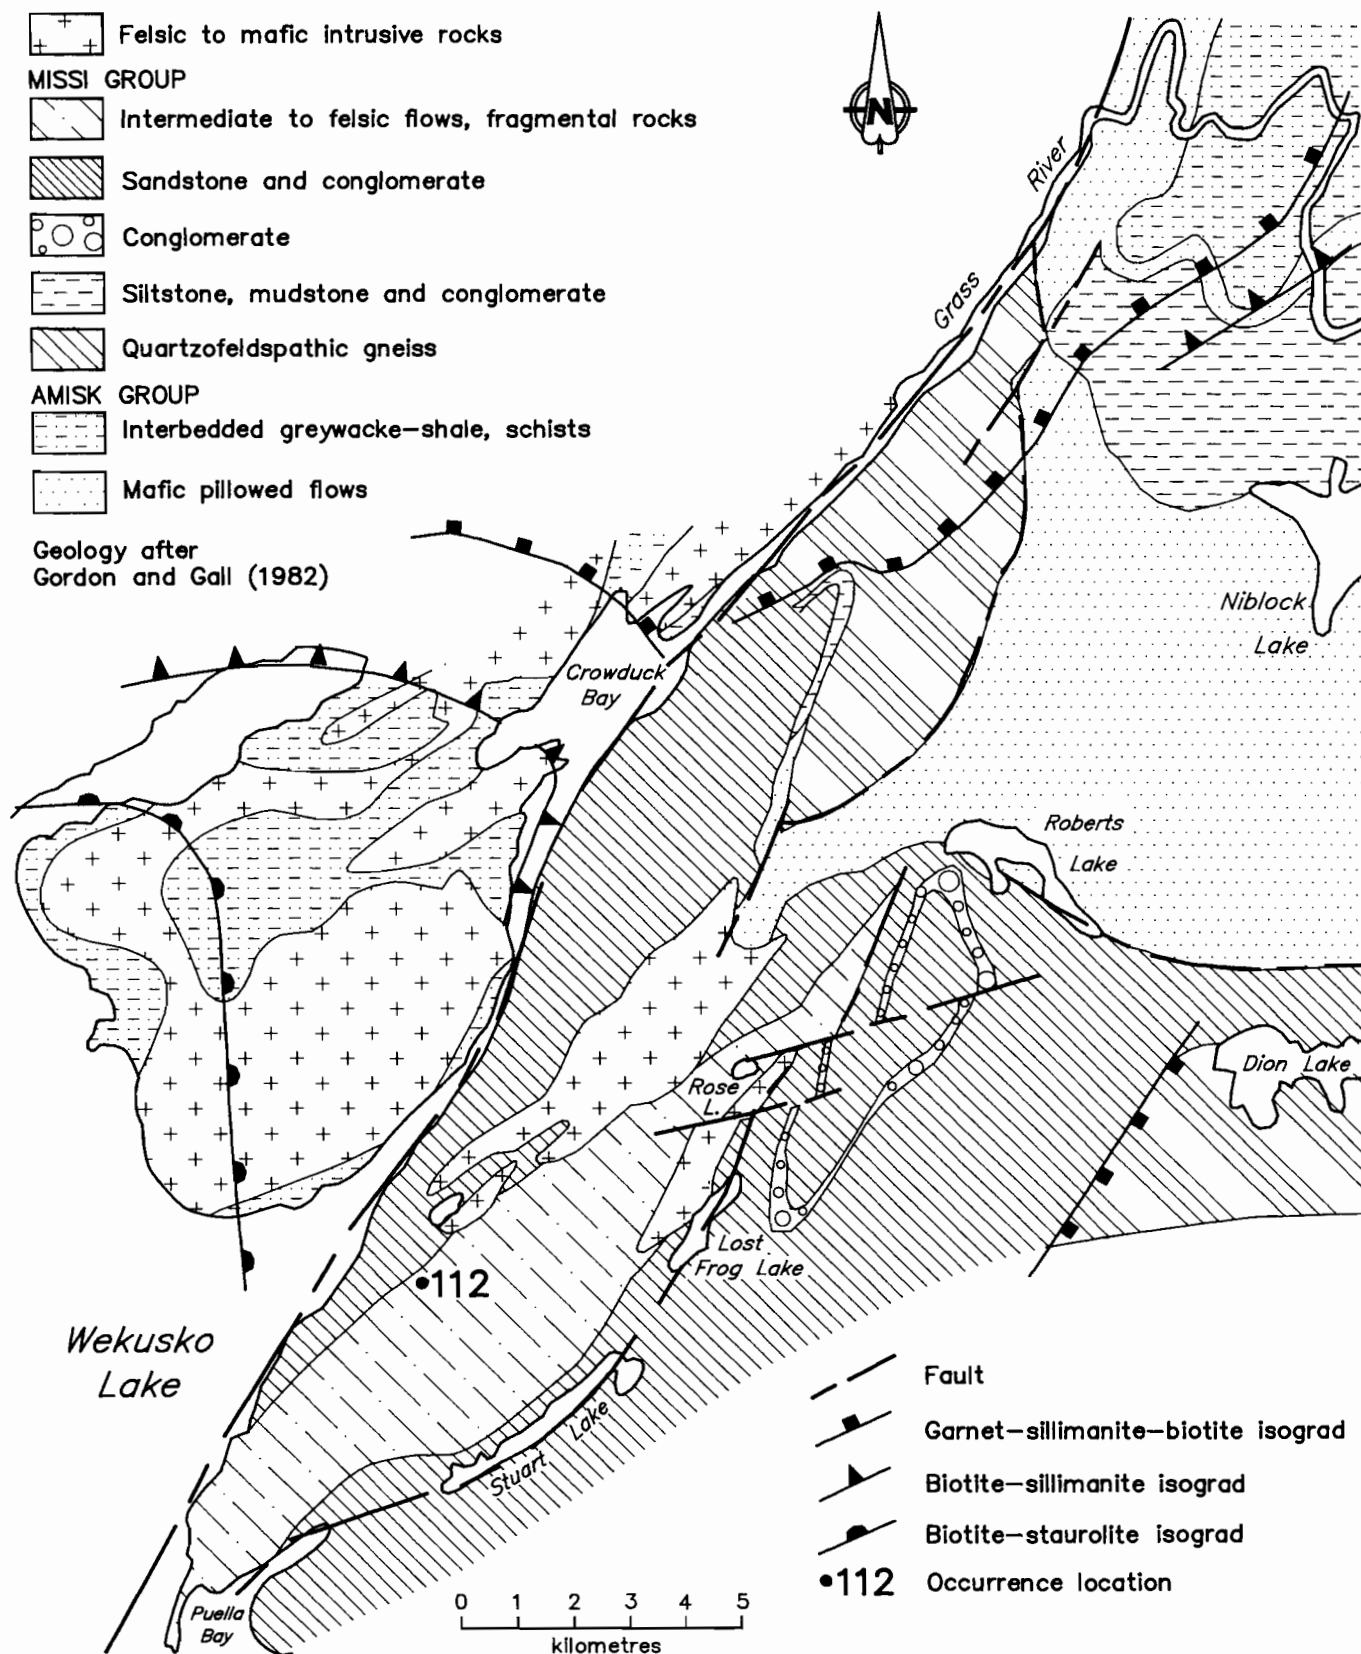 Felsic to mafic intrusive rocks
MISSI GROUP
Intermediate to felsic flows, fragmental rocks
Sandstone and conglomerate
Conglomerate
Siltstone, mudstone and conglomerate
Quartzofeldspathic gneiss
AMISK GROUP
Interbedded greywacke-shale, schists
Mafic pillowed flows
Geology after
Gordon and Gall (1982)
N
Grass River
Niblock
Lake
Crowduck
Bay
Roberts
Lake
Dion Lake
Rose
L.
Lost
Frog Lake
112
Wekusko
Lake
Stuart Lake
Puella
Bay
Fault
Garnet-sillimanite-biotite isograd
Biotite-sillimanite isograd
Biotite-staurolite isograd
•112 Occurrence location
0 1 2 3 4 5
kilometres